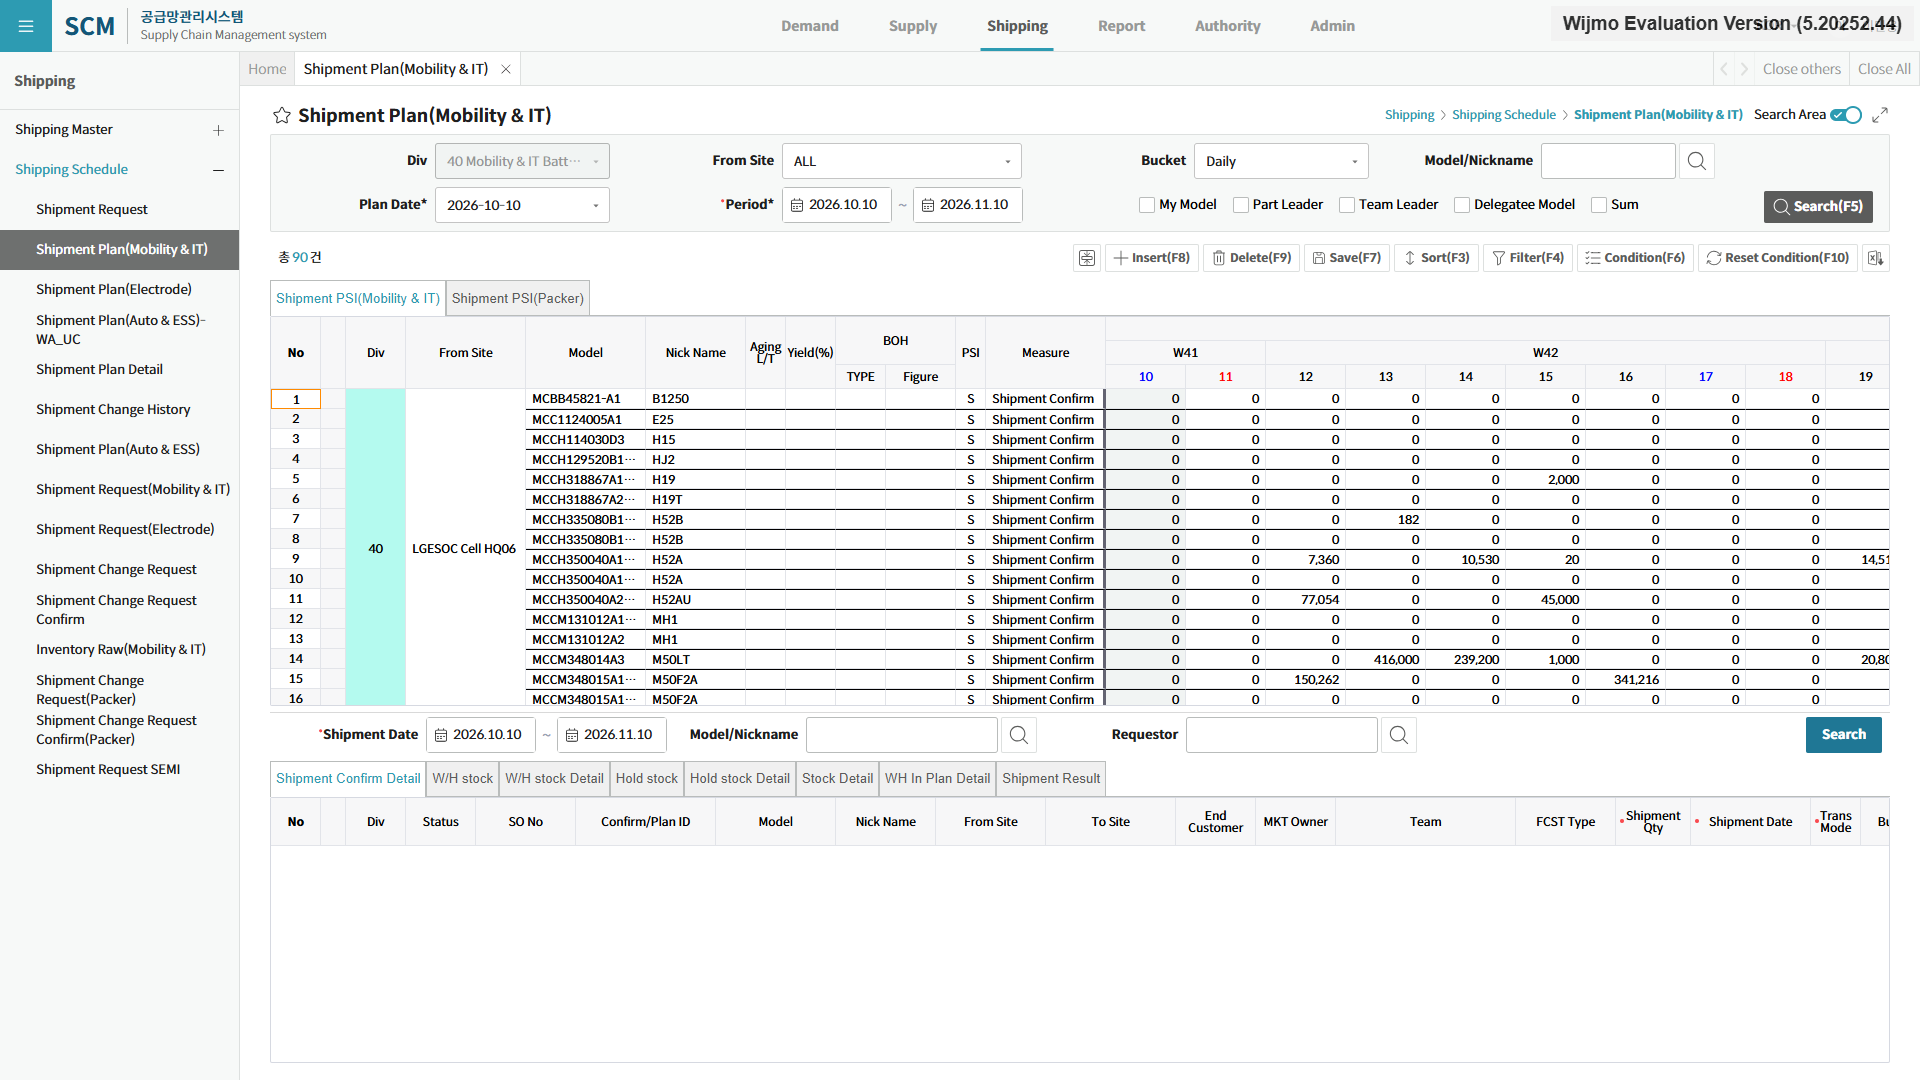 SCM 공급망관리시스템
Supply Chain Management system
Demand Supply Shipping Report Authority Admin
Wijmo Evaluation Version (5.20252.44)
Shipping
Home Shipment Plan(Mobility & IT) Close others Close All
Shipping Master
Shipping Schedule
Shipment Request
Shipment Plan(Mobility & IT)
Shipment Plan(Electrode)
Shipment Plan(Auto & ESS)-
WA_UC
Shipment Plan Detail
Shipment Change History
Shipment Plan(Auto & ESS)
Shipment Request(Mobility & IT)
Shipment Request(Electrode)
Shipment Change Request
Shipment Change Request
Confirm
Inventory Raw(Mobility & IT)
Shipment Change
Request(Packer)
Shipment Change Request
Confirm(Packer)
Shipment Request SEMI
Shipment Plan(Mobility & IT)
Shipping > Shipping Schedule > Shipment Plan(Mobility & IT) Search Area
Div 40 Mobility & IT Batt··· From Site ALL Bucket Daily Model/Nickname
Plan Date* 2026-10-10 *Period* 2026.10.10 ~ 2026.11.10 My Model Part Leader Team Leader Delegatee Model Sum Search(F5)
총 90 건 Insert(F8) Delete(F9) Save(F7) Sort(F3) Filter(F4) Condition(F6) Reset Condition(F10)
Shipment PSI(Mobility & IT) Shipment PSI(Packer)
No Div From Site Model Nick Name Aging L/T Yield(%) BOH TYPE Figure PSI Measure W41 W42
10 11 12 13 14 15 16 17 18 19
40 LGESOC Cell HQ06
1 MCBB45821-A1 B1250 S Shipment Confirm 0 0 0 0 0 0 0 0 0
2 MCC1124005A1 E25 S Shipment Confirm 0 0 0 0 0 0 0 0 0
3 MCCH114030D3 H15 S Shipment Confirm 0 0 0 0 0 0 0 0 0
4 MCCH129520B1··· HJ2 S Shipment Confirm 0 0 0 0 0 0 0 0 0
5 MCCH318867A1··· H19 S Shipment Confirm 0 0 0 0 0 2,000 0 0 0
6 MCCH318867A2··· H19T S Shipment Confirm 0 0 0 0 0 0 0 0 0
7 MCCH335080B1··· H52B S Shipment Confirm 0 0 0 182 0 0 0 0 0
8 MCCH335080B1··· H52B S Shipment Confirm 0 0 0 0 0 0 0 0 0
9 MCCH350040A1··· H52A S Shipment Confirm 0 0 7,360 0 10,530 20 0 0 0 14,51
10 MCCH350040A1··· H52A S Shipment Confirm 0 0 0 0 0 0 0 0 0
11 MCCH350040A2··· H52AU S Shipment Confirm 0 0 77,054 0 0 45,000 0 0 0
12 MCCM131012A1··· MH1 S Shipment Confirm 0 0 0 0 0 0 0 0 0
13 MCCM131012A2 MH1 S Shipment Confirm 0 0 0 0 0 0 0 0 0
14 MCCM348014A3 M50LT S Shipment Confirm 0 0 0 416,000 239,200 1,000 0 0 0 20,80
15 MCCM348015A1··· M50F2A S Shipment Confirm 0 0 150,262 0 0 0 341,216 0 0
16 MCCM348015A1··· M50F2A S Shipment Confirm 0 0 0 0 0 0 0 0 0
*Shipment Date 2026.10.10 ~ 2026.11.10 Model/Nickname Requestor Search
Shipment Confirm Detail W/H stock W/H stock Detail Hold stock Hold stock Detail Stock Detail WH In Plan Detail Shipment Result
No Div Status SO No Confirm/Plan ID Model Nick Name From Site To Site End Customer MKT Owner Team FCST Type Shipment Qty Shipment Date Trans Mode